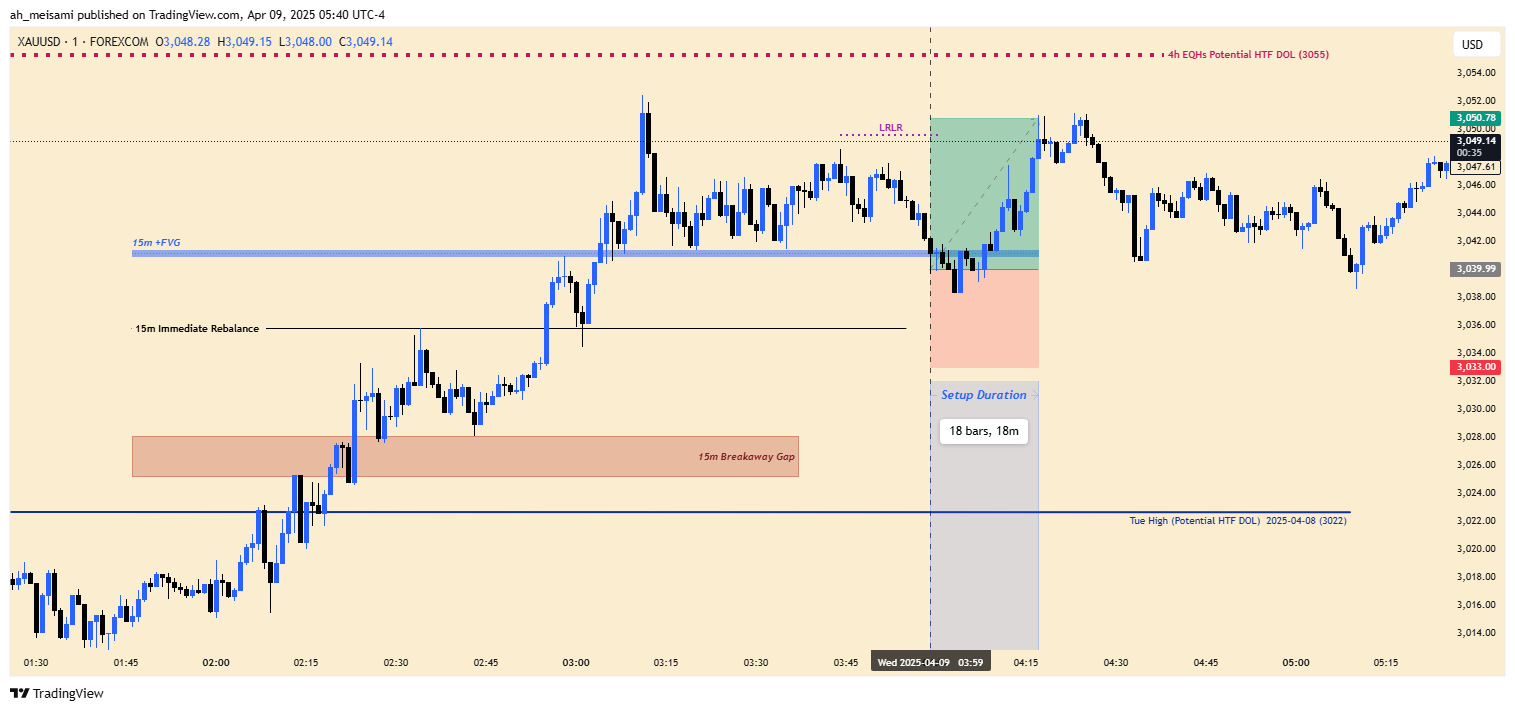 ah_meisami published on TradingView.com, Apr 09, 2025 05:40 UTC-4
XAUUSD · 1 · FOREXCOM O3,048.28 H3,049.15 L3,048.00 C3,049.14
USD
4h EQHs Potential HTF DOL (3055)
3,054.00
3,052.00
3,050.78
3,050.00
LRLR
3,049.14
00:35
3,047.61
3,046.00
3,044.00
15m +FVG
3,042.00
3,039.99
3,038.00
15m Immediate Rebalance
3,036.00
3,034.00
3,033.00
3,032.00
Setup Duration
3,030.00
18 bars, 18m
3,028.00
15m Breakaway Gap
3,026.00
3,024.00
Tue High (Potential HTF DOL) 2025-04-08 (3022)
3,022.00
3,020.00
3,018.00
3,016.00
3,014.00
01:30 01:45 02:00 02:15 02:30 02:45 03:00 03:15 03:30 03:45 Wed 2025-04-09 03:59 04:15 04:30 04:45 05:00 05:15
TradingView